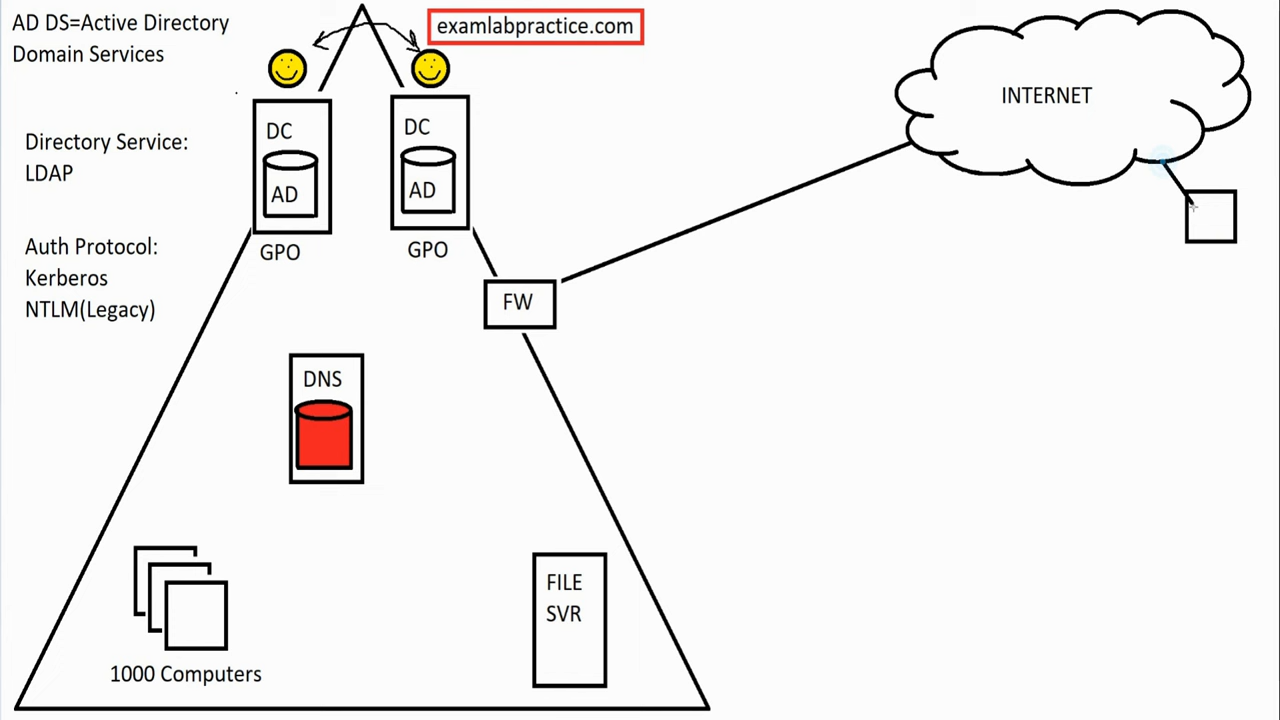 AD DS=Active Directory
Domain Services
examlabpractice.com
INTERNET
Directory Service:
LDAP
DC
AD
GPO
DC
AD
GPO
Auth Protocol:
Kerberos
NTLM(Legacy)
FW
DNS
FILE
SVR
1000 Computers